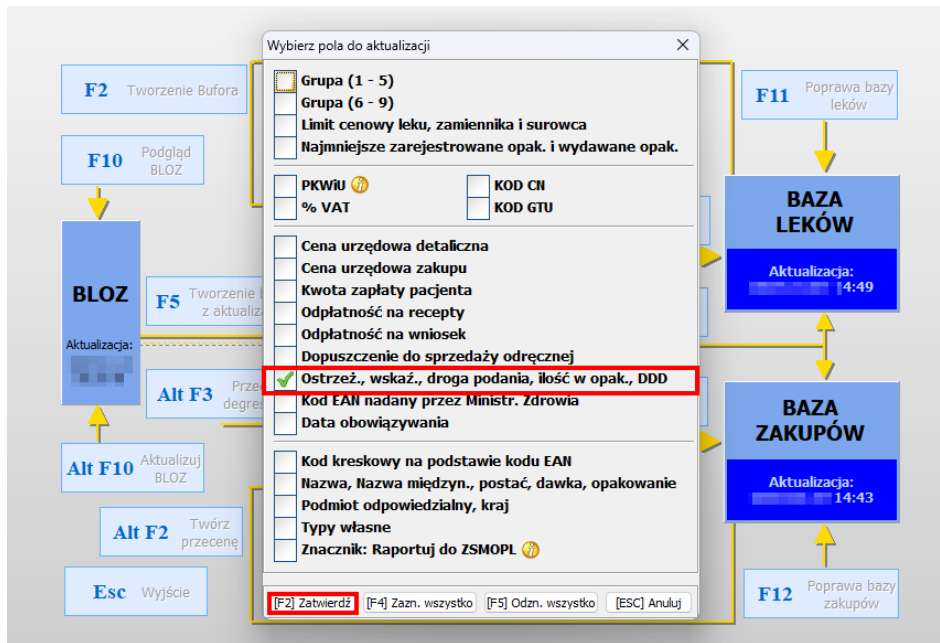 Wybierz pola do aktualizacji
Grupa (1 - 5)
Grupa (6 - 9)
Limit cenowy leku, zamiennika i surowca
Najmniejsze zarejestrowane opak. i wydawane opak.
PKWiU
KOD CN
% VAT
KOD GTU
Cena urzędowa detaliczna
Cena urzędowa zakupu
Kwota zapłaty pacjenta
Odpłatność na recepty
Odpłatność na wniosek
Dopuszczenie do sprzedaży odręcznej
Ostrzeż., wskaź., droga podania, ilość w opak., DDD
Kod EAN nadany przez Ministr. Zdrowia
Data obowiązywania
Kod kreskowy na podstawie kodu EAN
Nazwa, Nazwa międzyn., postać, dawka, opakowanie
Podmiot odpowiedzialny, kraj
Typy własne
Znacznik: Raportuj do ZSMOPL
[F2] Zatwierdź
[F4] Zazn. wszystko
[F5] Odzn. wszystko
[ESC] Anuluj
F2 Tworzenie Bufora
F10 Podgląd
BLOZ
BLOZ
Aktualizacja:
F5 Tworzenie
z
Alt F3
Alt F10 Aktualizuj
BLOZ
Alt F2 Twórz
przecenę
Esc Wyjście
F11 Poprawa bazy
leków
BAZA
LEKÓW
Aktualizacja:
4:49
BAZA
ZAKUPÓW
Aktualizacja:
14:43
F12 Poprawa bazy
zakupów